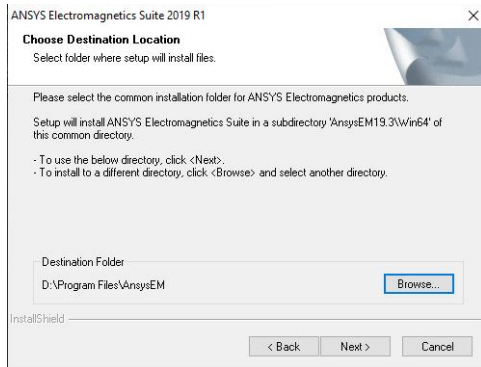 ANSYS Electromagnetics Suite 2019 R1
Choose Destination Location
Select folder where setup will install files.
Please select the common installation folder for ANSYS Electromagnetics products.
Setup will install ANSYS Electromagnetics Suite in a subdirectory 'AnsysEM19.3\Win64' of
this common directory.
- To use the below directory, click <Next>.
- To install to a different directory, click <Browse> and select another directory.
Destination Folder
D:\Program Files\AnsysEM
Browse...
InstallShield
< Back
Next >
Cancel